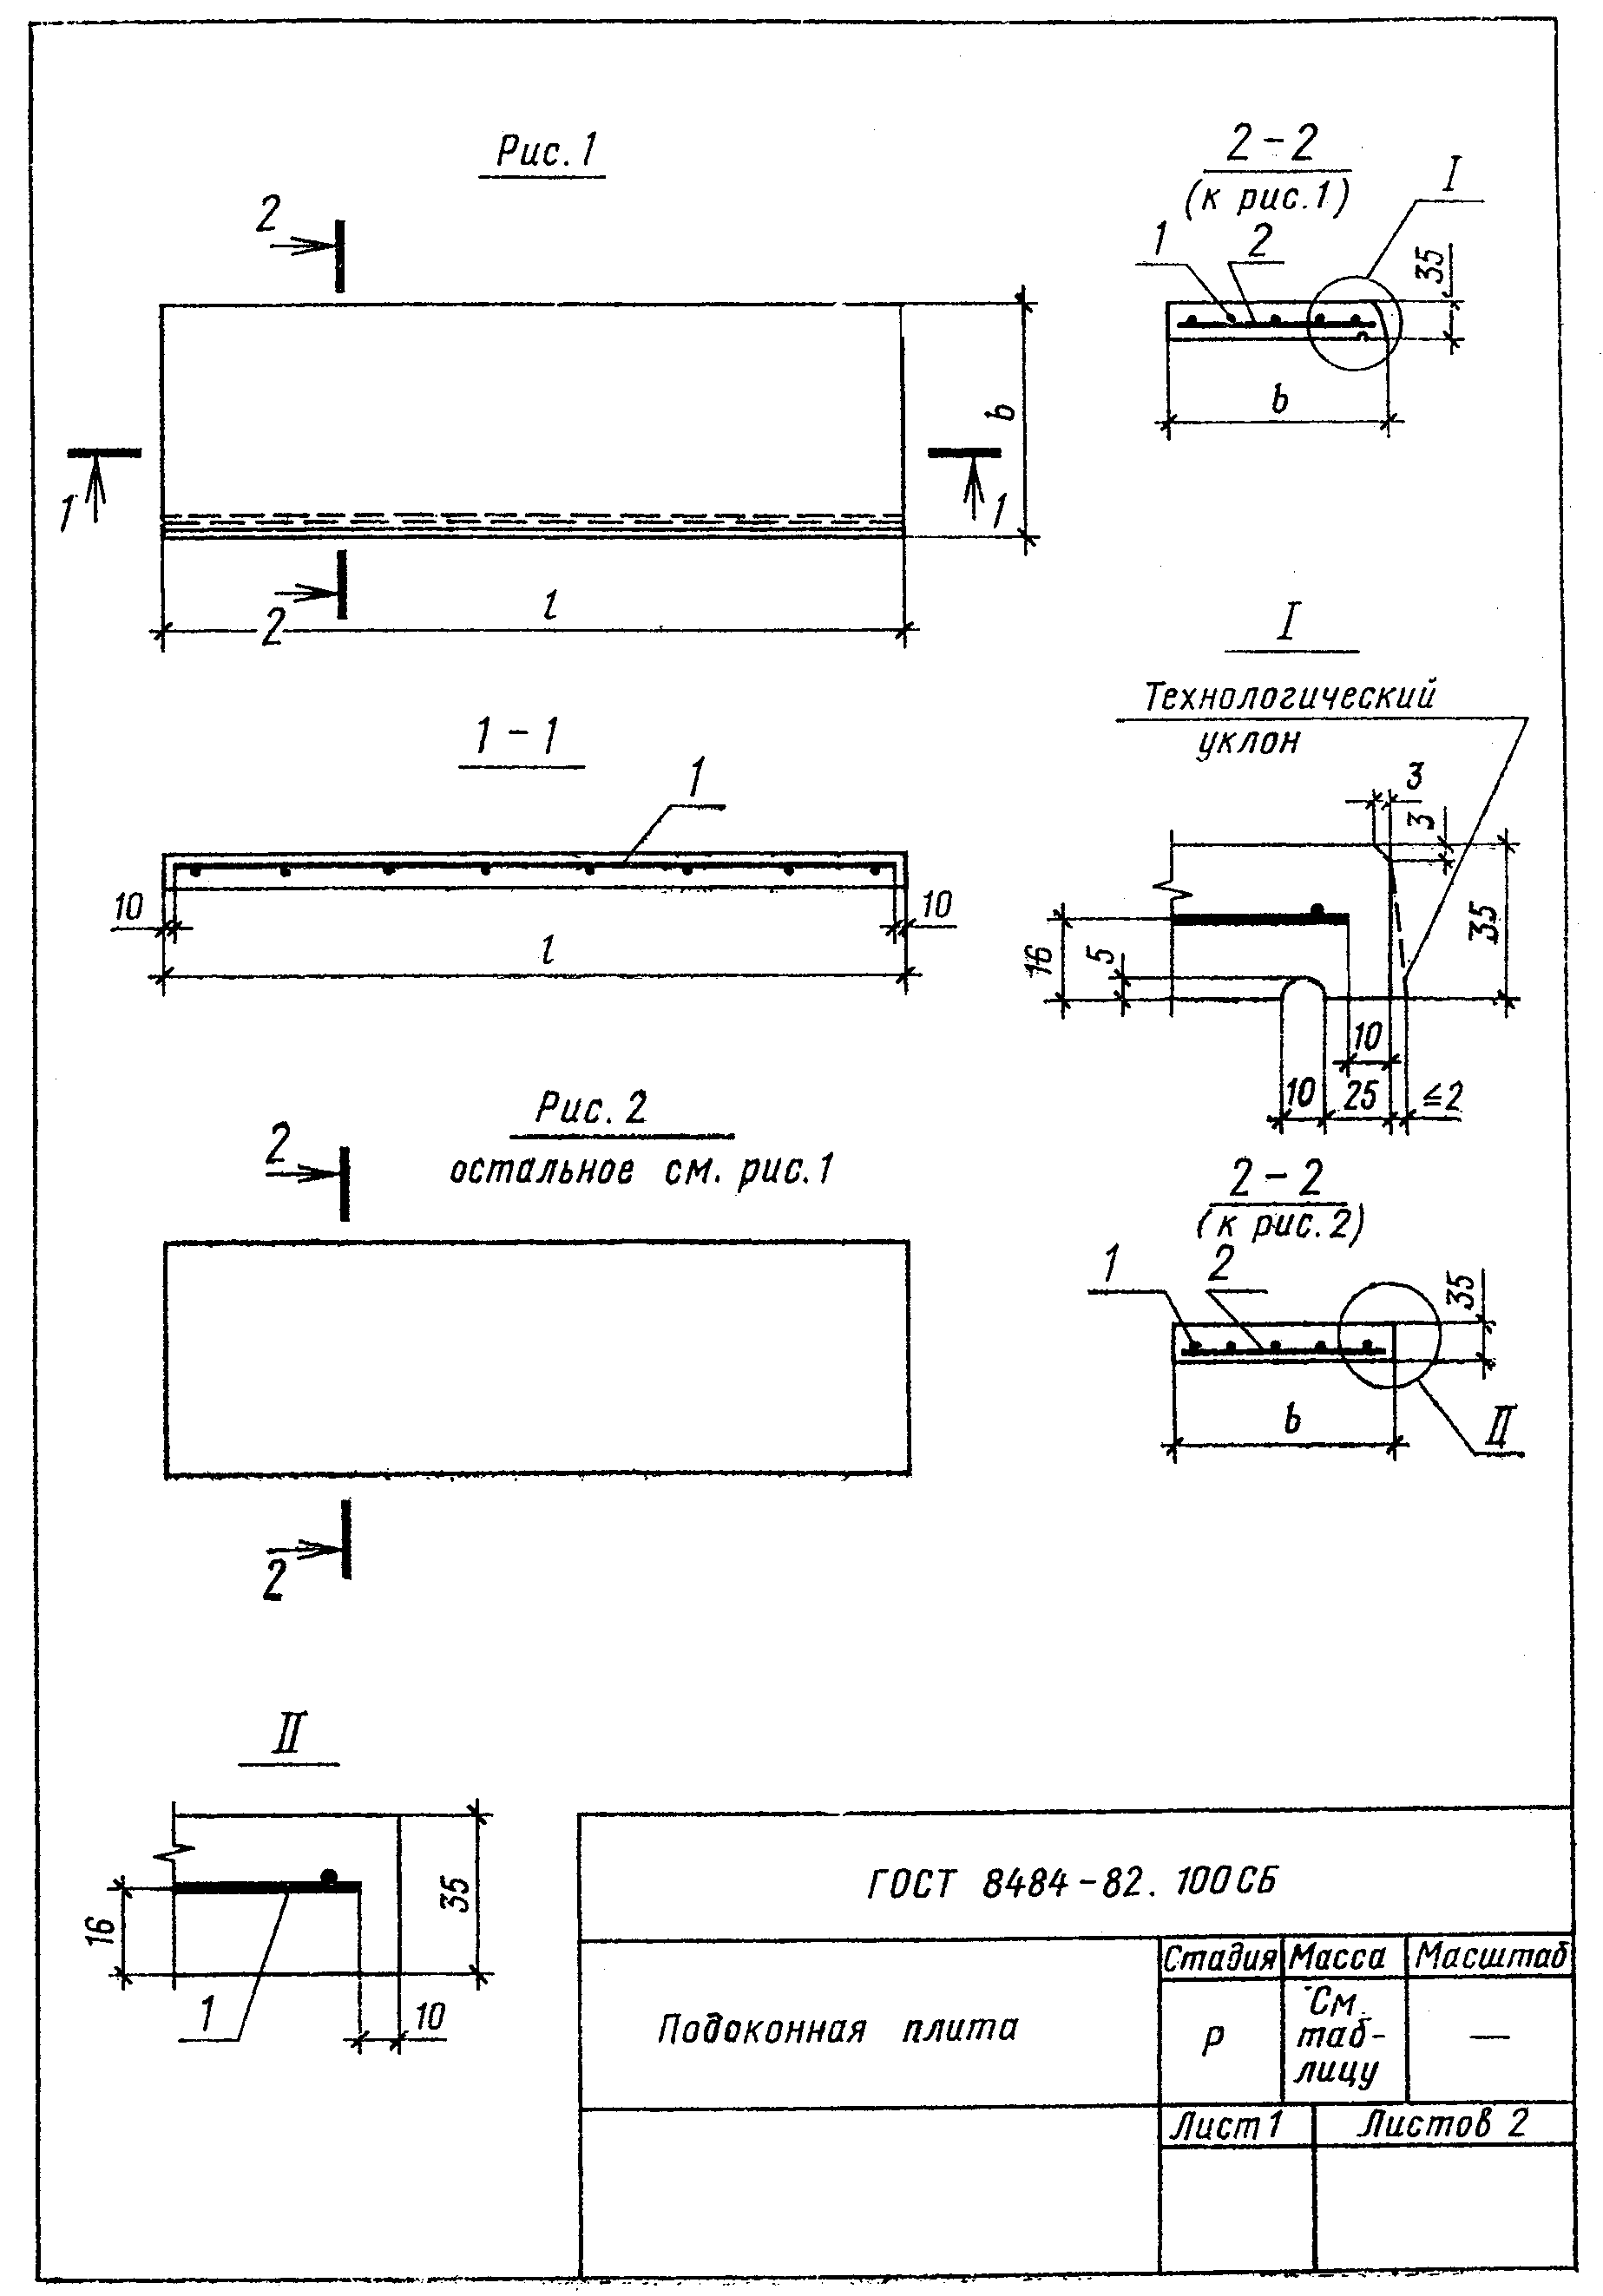 Рис. 1
2
b
1
1
2
l
2-2
(к рис.1)
I
1
2
35
b
1-1
1
10
10
l
I
Технологический
уклон
3
3
35
16
5
10
10
25
≤2
Рис. 2
остальное см. рис.1
2
2
2-2
(к рис. 2)
1
2
35
b
II
II
16
35
1
10
ГОСТ 8484-82. 100СБ
Подоконная плита
Стадия Масса Масштаб
Р
См.
таб-
лицу
—
Лист 1 Листов 2